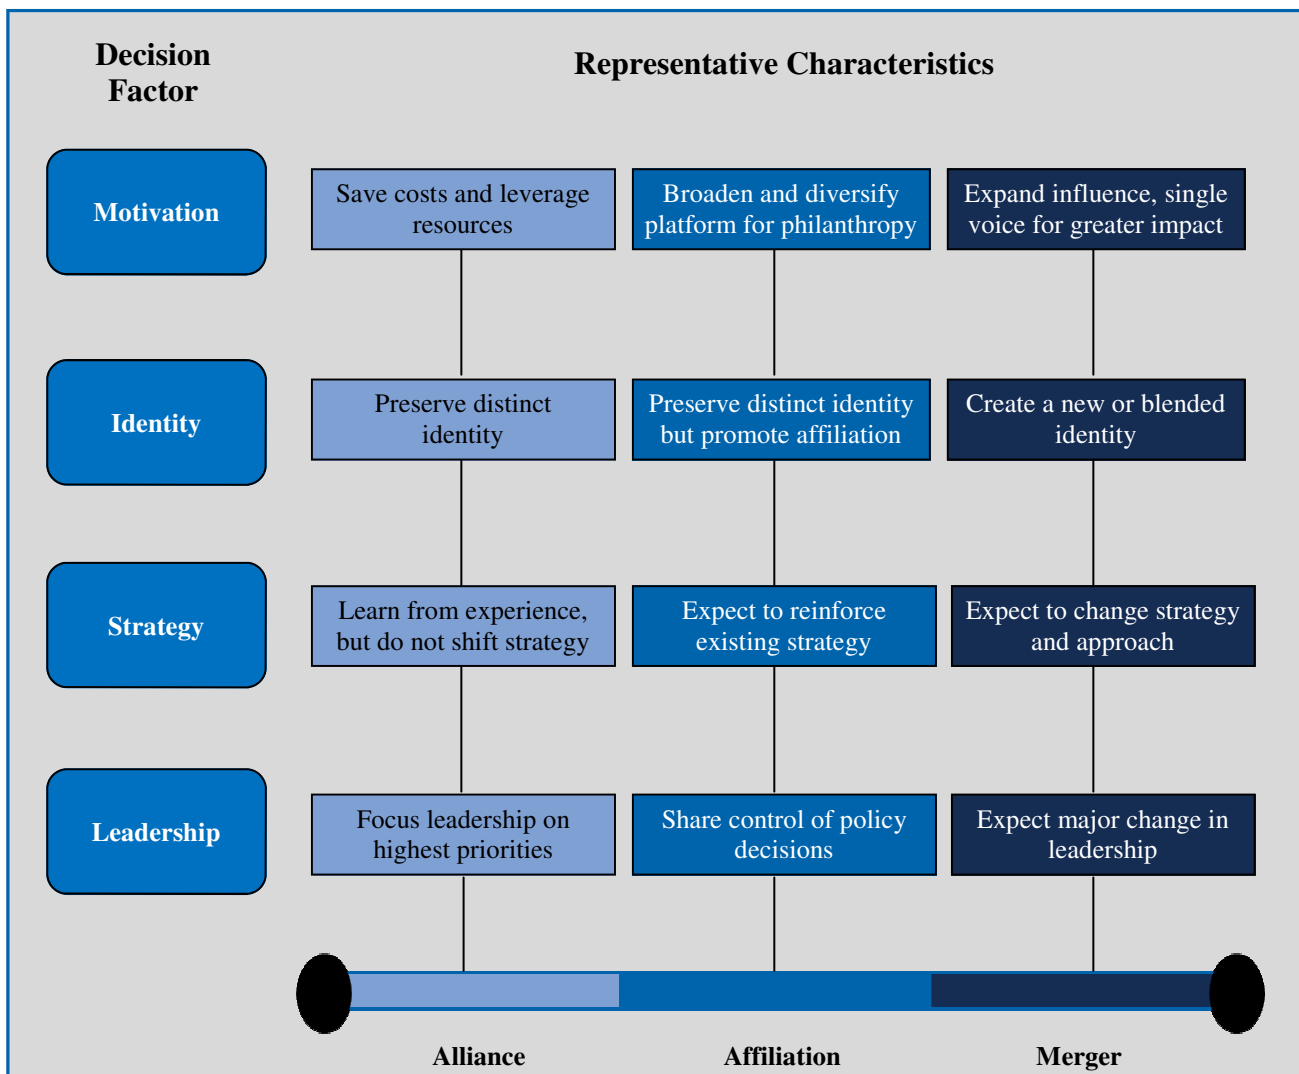 Decision
Factor
Representative Characteristics
Motivation
Save costs and leverage
resources
Broaden and diversify
platform for philanthropy
Expand influence, single
voice for greater impact
Identity
Preserve distinct
identity
Preserve distinct identity
but promote affiliation
Create a new or blended
identity
Strategy
Learn from experience,
but do not shift strategy
Expect to reinforce
existing strategy
Expect to change strategy
and approach
Leadership
Focus leadership on
highest priorities
Share control of policy
decisions
Expect major change in
leadership
Alliance
Affiliation
Merger